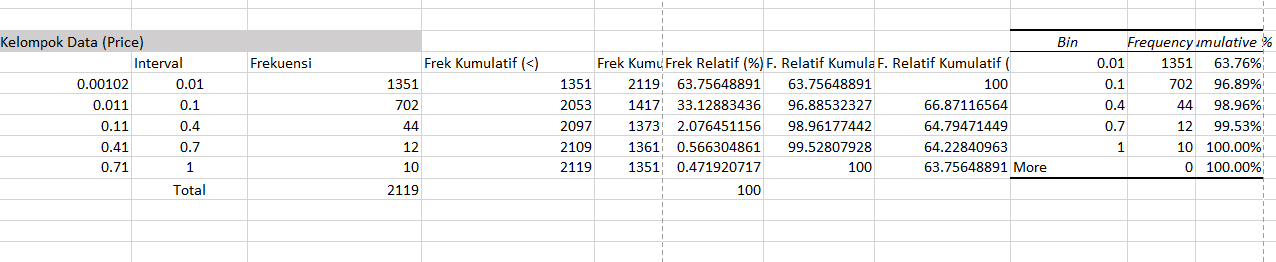 Kelompok Data (Price) Bin Frequency umulative %
Interval Frekuensi Frek Kumulatif (<) Frek Kumu Frek Relatif (%) F. Relatif Kumula F. Relatif Kumulatif ( 0.01 1351 63.76%
0.00102 0.01 1351 1351 2119 63.75648891 63.75648891 100 0.1 702 96.89%
0.011 0.1 702 2053 1417 33.12883436 96.88532327 66.87116564 0.4 44 98.96%
0.11 0.4 44 2097 1373 2.076451156 98.96177442 64.79471449 0.7 12 99.53%
0.41 0.7 12 2109 1361 0.566304861 99.52807928 64.22840963 1 10 100.00%
0.71 1 10 2119 1351 0.471920717 100 63.75648891 More 0 100.00%
Total 2119 100